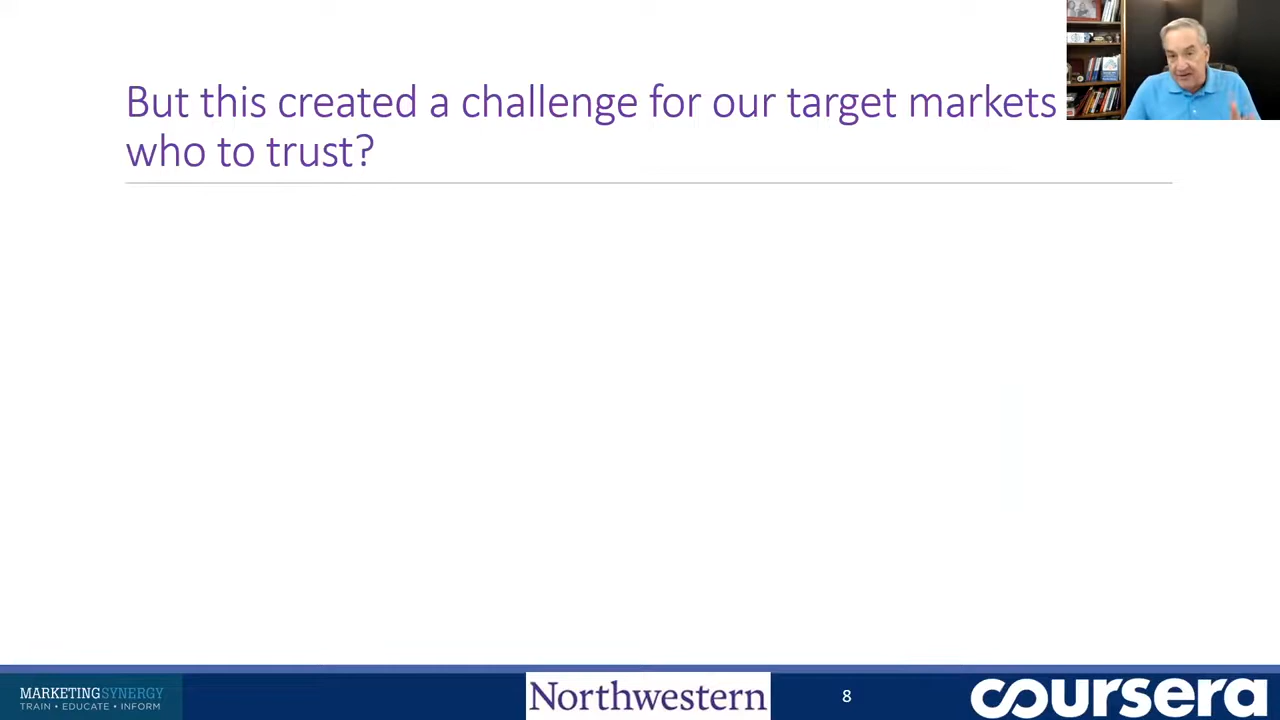 But this created a challenge for our target markets
who to trust?
MARKETINGSYNERGY
TRAIN • EDUCATE • INFORM
Northwestern
8
coursera